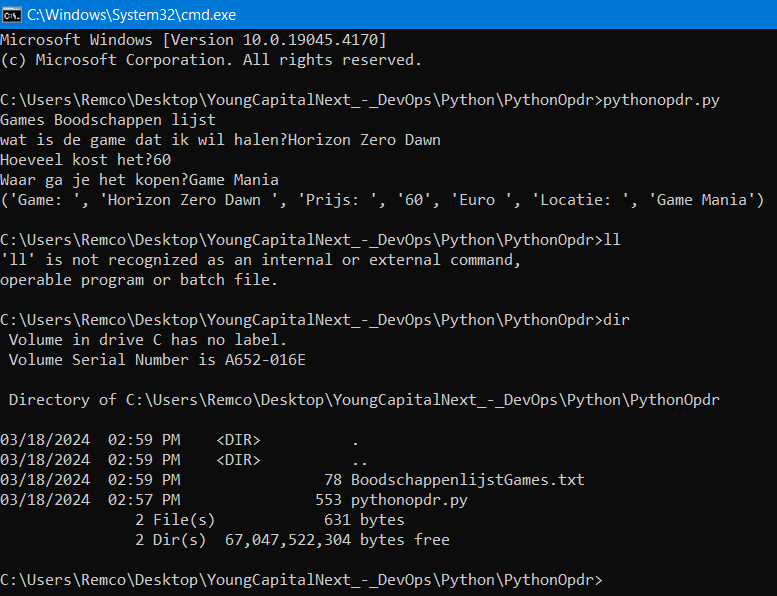 C:\Windows\System32\cmd.exe
Microsoft Windows [Version 10.0.19045.4170]
(c) Microsoft Corporation. All rights reserved.
C:\Users\Remco\Desktop\YoungCapitalNext_-_DevOps\Python\PythonOpdr>pythonopdr.py
Games Boodschappen lijst
wat is de game dat ik wil halen?Horizon Zero Dawn
Hoeveel kost het?60
Waar ga je het kopen?Game Mania
('Game: ', 'Horizon Zero Dawn ', 'Prijs: ', '60', 'Euro ', 'Locatie: ', 'Game Mania')
C:\Users\Remco\Desktop\YoungCapitalNext_-_DevOps\Python\PythonOpdr>ll
'll' is not recognized as an internal or external command,
operable program or batch file.
C:\Users\Remco\Desktop\YoungCapitalNext_-_DevOps\Python\PythonOpdr>dir
 Volume in drive C has no label.
 Volume Serial Number is A652-016E
 Directory of C:\Users\Remco\Desktop\YoungCapitalNext_-_DevOps\Python\PythonOpdr
03/18/2024  02:59 PM    <DIR>          .
03/18/2024  02:59 PM    <DIR>          ..
03/18/2024  02:59 PM                78 BoodschappenlijstGames.txt
03/18/2024  02:57 PM               553 pythonopdr.py
               2 File(s)            631 bytes
               2 Dir(s)  67,047,522,304 bytes free
C:\Users\Remco\Desktop\YoungCapitalNext_-_DevOps\Python\PythonOpdr>